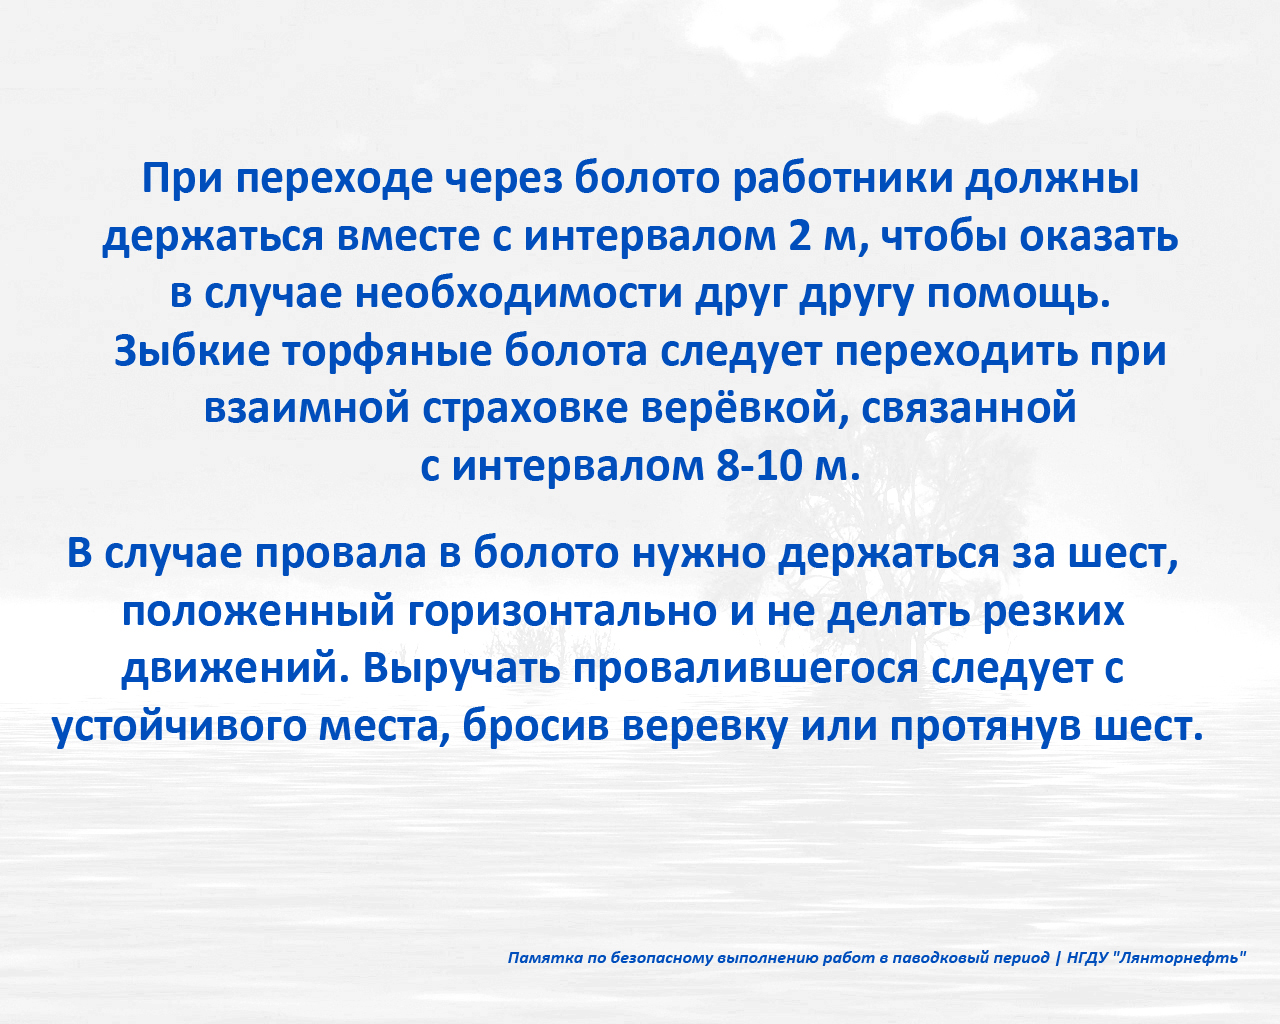 При переходе через болото работники должны
держаться вместе с интервалом 2 м, чтобы оказать
в случае необходимости друг другу помощь.
Зыбкие торфяные болота следует переходить при
взаимной страховке верёвкой, связанной
с интервалом 8-10 м.
В случае провала в болото нужно держаться за шест,
положенный горизонтально и не делать резких
движений. Выручать провалившегося следует с
устойчивого места, бросив веревку или протянув шест.
Памятка по безопасному выполнению работ в паводковый период | НГДУ "Лянторнефть"